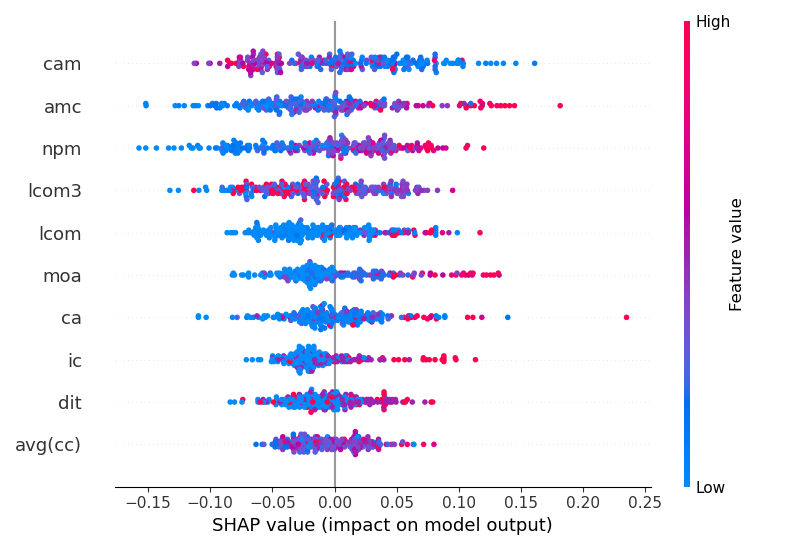 High
cam
amc
npm
lcom3
lcom
moa
ca
ic
dit
avg(cc)
Feature value
Low
−0.15 −0.10 −0.05 0.00 0.05 0.10 0.15 0.20 0.25
SHAP value (impact on model output)